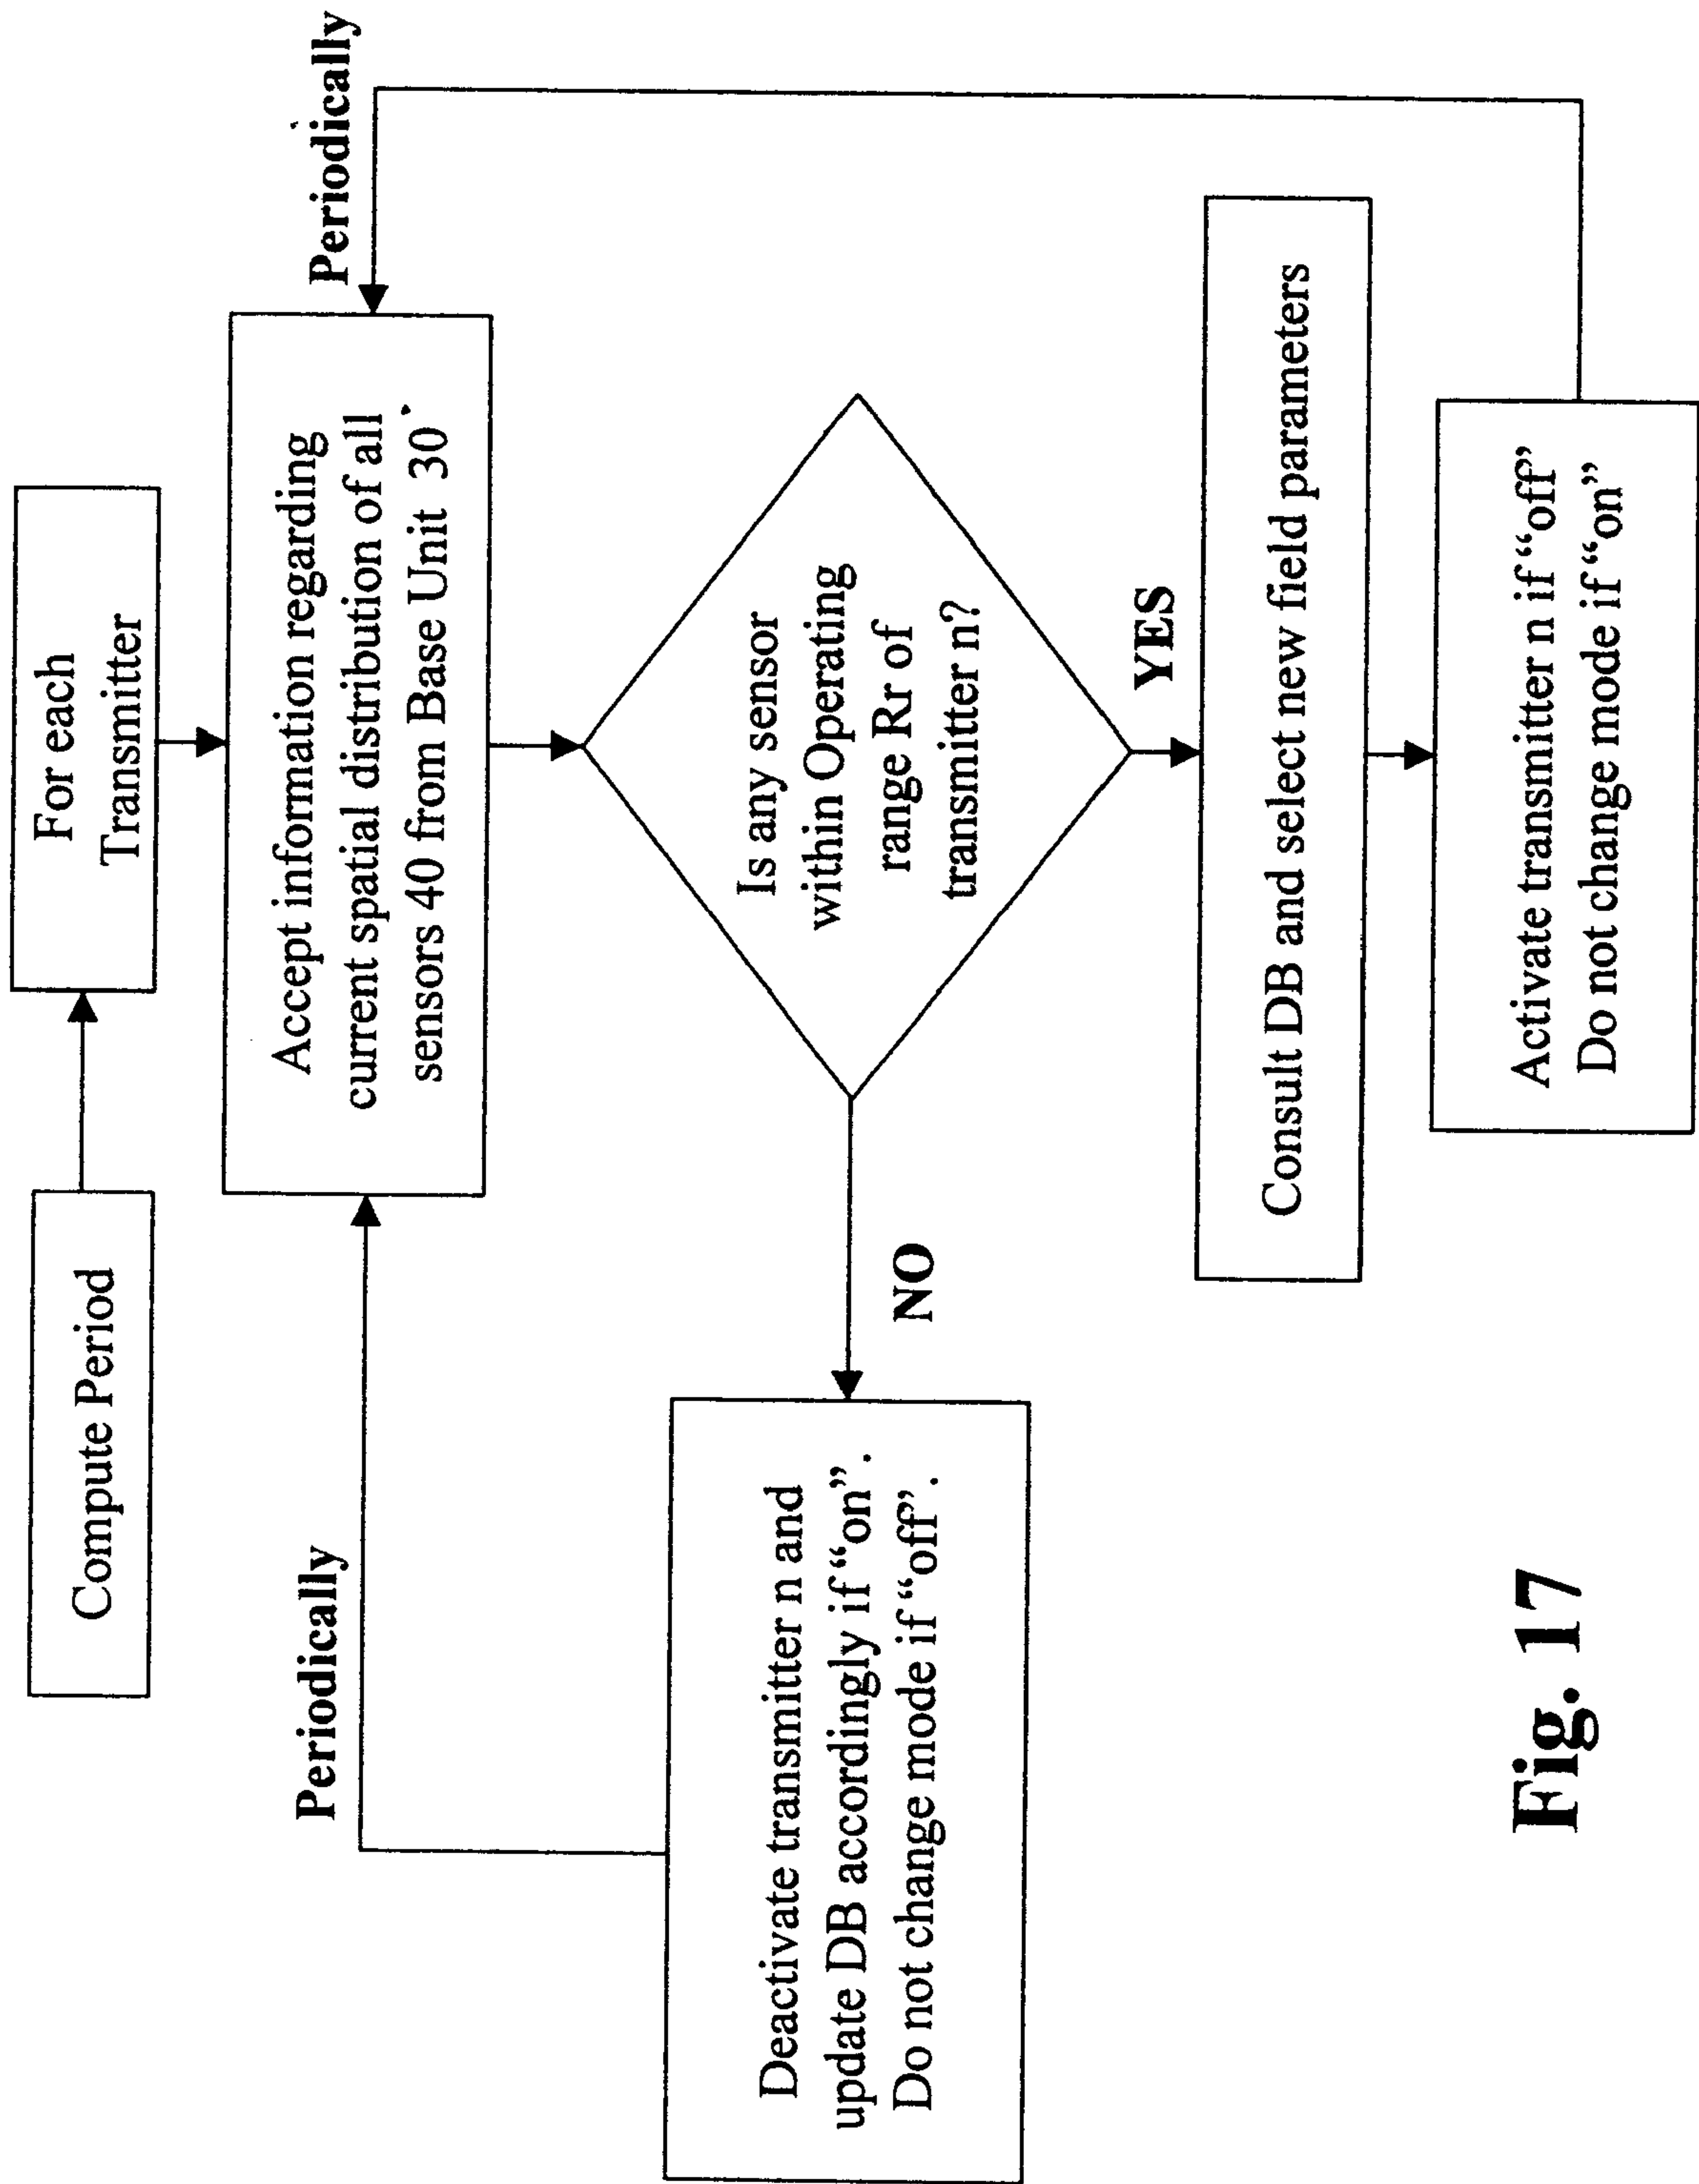 Compute Period
For each
Transmitter
Periodically
Periodically
Accept information regarding
current spatial distribution of all
sensors 40 from Base Unit 30
Is any sensor
within Operating
range Rr of
transmitter n?
NO
YES
Deactivate transmitter n and
update DB accordingly if “on”.
Do not change mode if “off”.
Consult DB and select new field parameters
Activate transmitter n if “off”
Do not change mode if “on”
Fig. 17